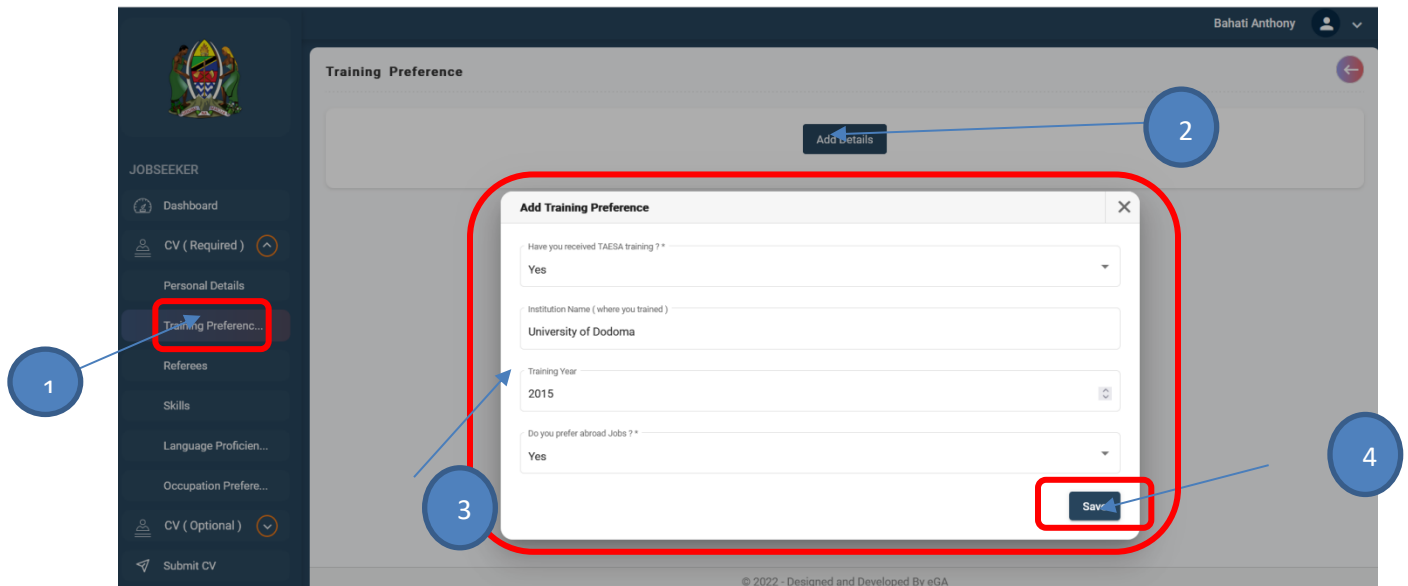 Bahati Anthony
Training Preference
2
Add Details
JOBSEEKER
Dashboard
CV ( Required )
Personal Details
Training Preferenc...
Referees
Skills
Language Proficien...
Occupation Prefere...
CV ( Optional )
Submit CV
1
Add Training Preference
Have you received TAESA training ? *
Yes
Institution Name ( where you trained )
University of Dodoma
Training Year
2015
Do you prefer abroad Jobs ? *
Yes
Save
3
4
© 2022 - Designed and Developed By eGA